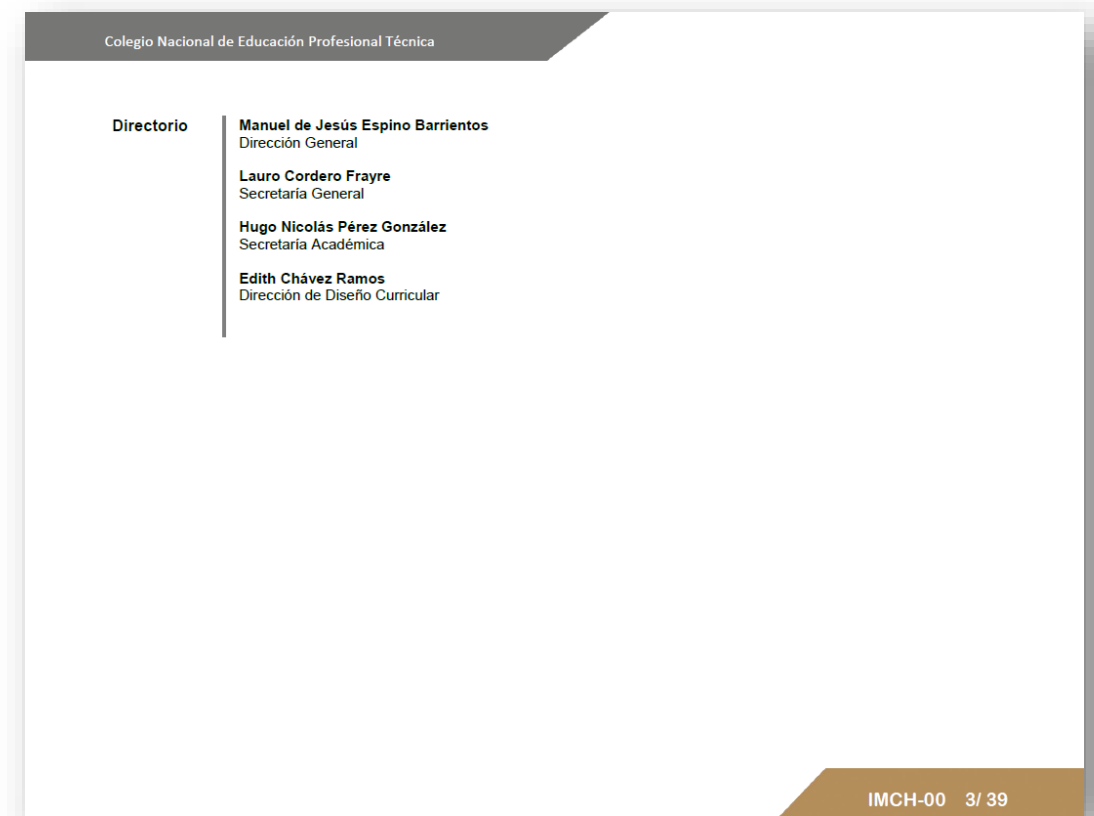 Colegio Nacional de Educación Profesional Técnica
Directorio
Manuel de Jesús Espino Barrientos
Dirección General
Lauro Cordero Frayre
Secretaría General
Hugo Nicolás Pérez González
Secretaría Académica
Edith Chávez Ramos
Dirección de Diseño Curricular
IMCH-00 3/ 39